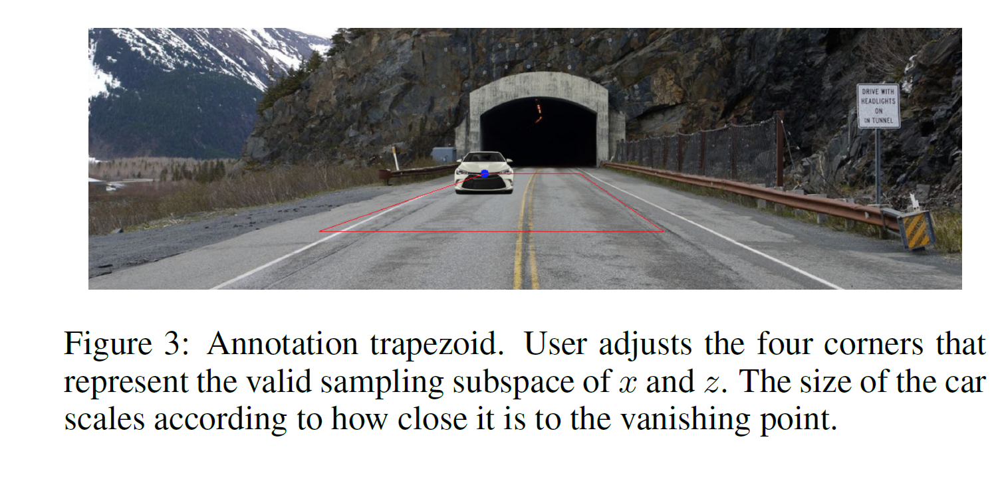 DRIVE WITH
HEADLIGHTS
ON
IN TUNNEL
Figure 3: Annotation trapezoid. User adjusts the four corners that
represent the valid sampling subspace of x and z. The size of the car
scales according to how close it is to the vanishing point.